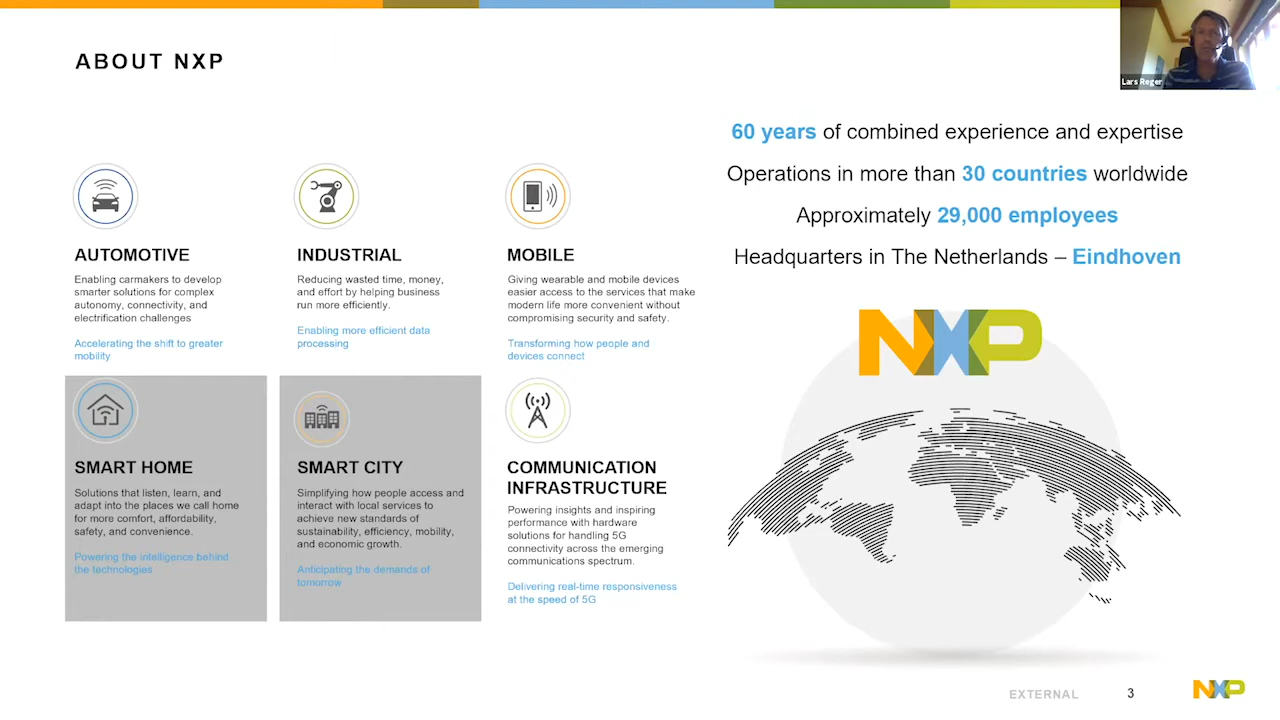 ABOUT NXP
Lars Reger
60 years of combined experience and expertise
Operations in more than 30 countries worldwide
Approximately 29,000 employees
Headquarters in The Netherlands – Eindhoven
AUTOMOTIVE
Enabling carmakers to develop
smarter solutions for complex
autonomy, connectivity, and
electrification challenges
Accelerating the shift to greater
mobility
INDUSTRIAL
Reducing wasted time, money,
and effort by helping business
run more efficiently.
Enabling more efficient data
processing
MOBILE
Giving wearable and mobile devices
easier access to the services that make
modern life more convenient without
compromising security and safety.
Transforming how people and
devices connect
SMART HOME
Solutions that listen, learn, and
adapt into the places we call home
for more comfort, affordability,
safety, and convenience.
Powering the intelligence behind
the technologies
SMART CITY
Simplifying how people access and
interact with local services to
achieve new standards of
sustainability, efficiency, mobility,
and economic growth.
Anticipating the demands of
tomorrow
COMMUNICATION
INFRASTRUCTURE
Powering insights and inspiring
performance with hardware
solutions for handling 5G
connectivity across the emerging
communications spectrum.
Delivering real-time responsiveness
at the speed of 5G
NXP
EXTERNAL
3
NXP